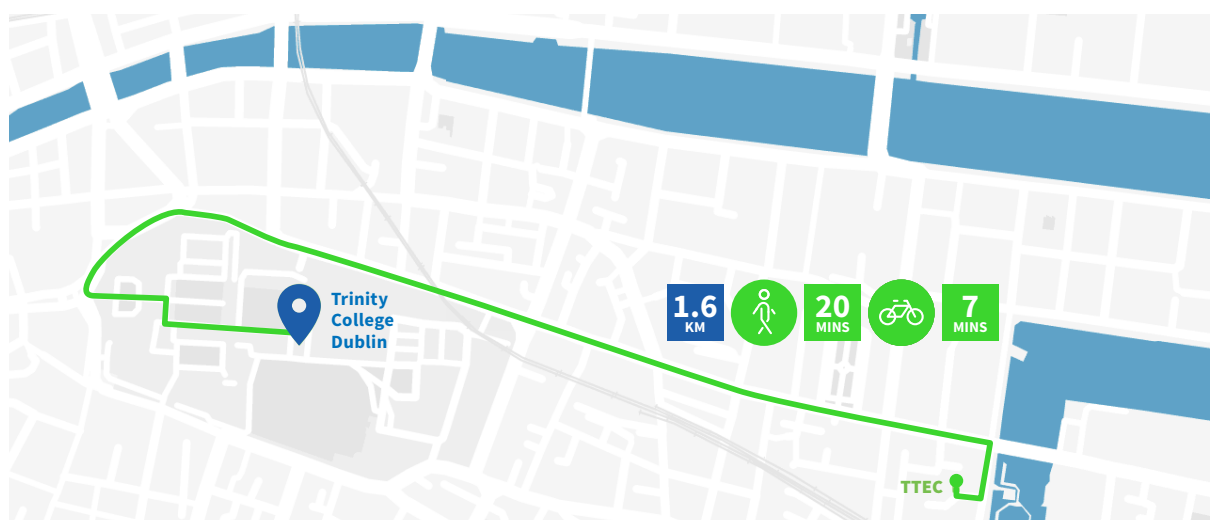 Trinity
College
Dublin
1.6
KM
20
MINS
7
MINS
TTEC